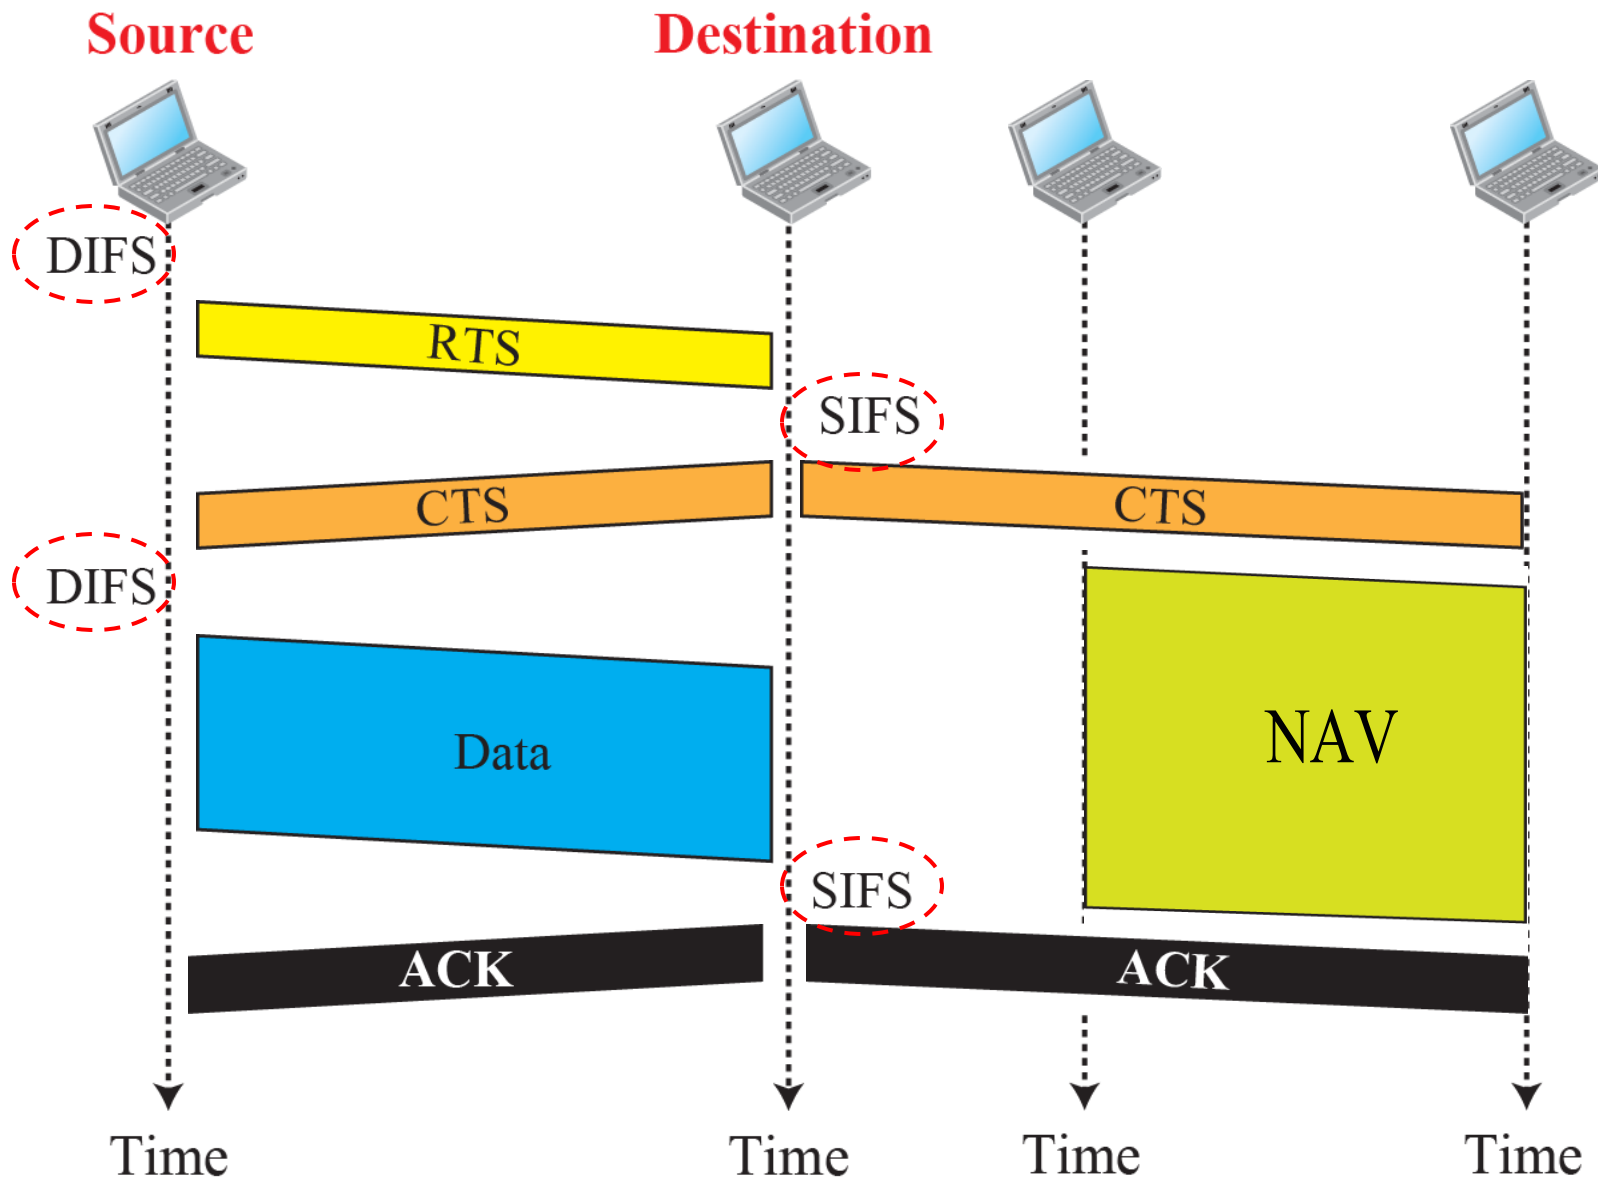 Source
Destination
DIFS
RTS
SIFS
CTS
CTS
DIFS
NAV
Data
SIFS
ACK
ACK
Time
Time
Time
Time